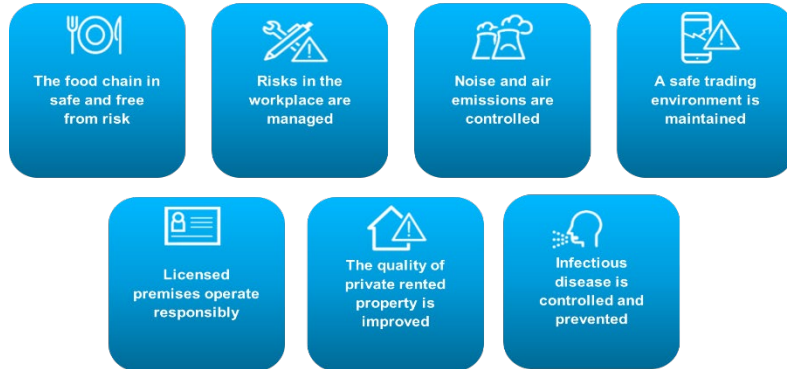 The food chain in
safe and free
from risk
Risks in the
workplace are
managed
Noise and air
emissions are
controlled
A safe trading
environment is
maintained
Licensed
premises operate
responsibly
The quality of
private rented
property is
improved
Infectious
disease is
controlled and
prevented